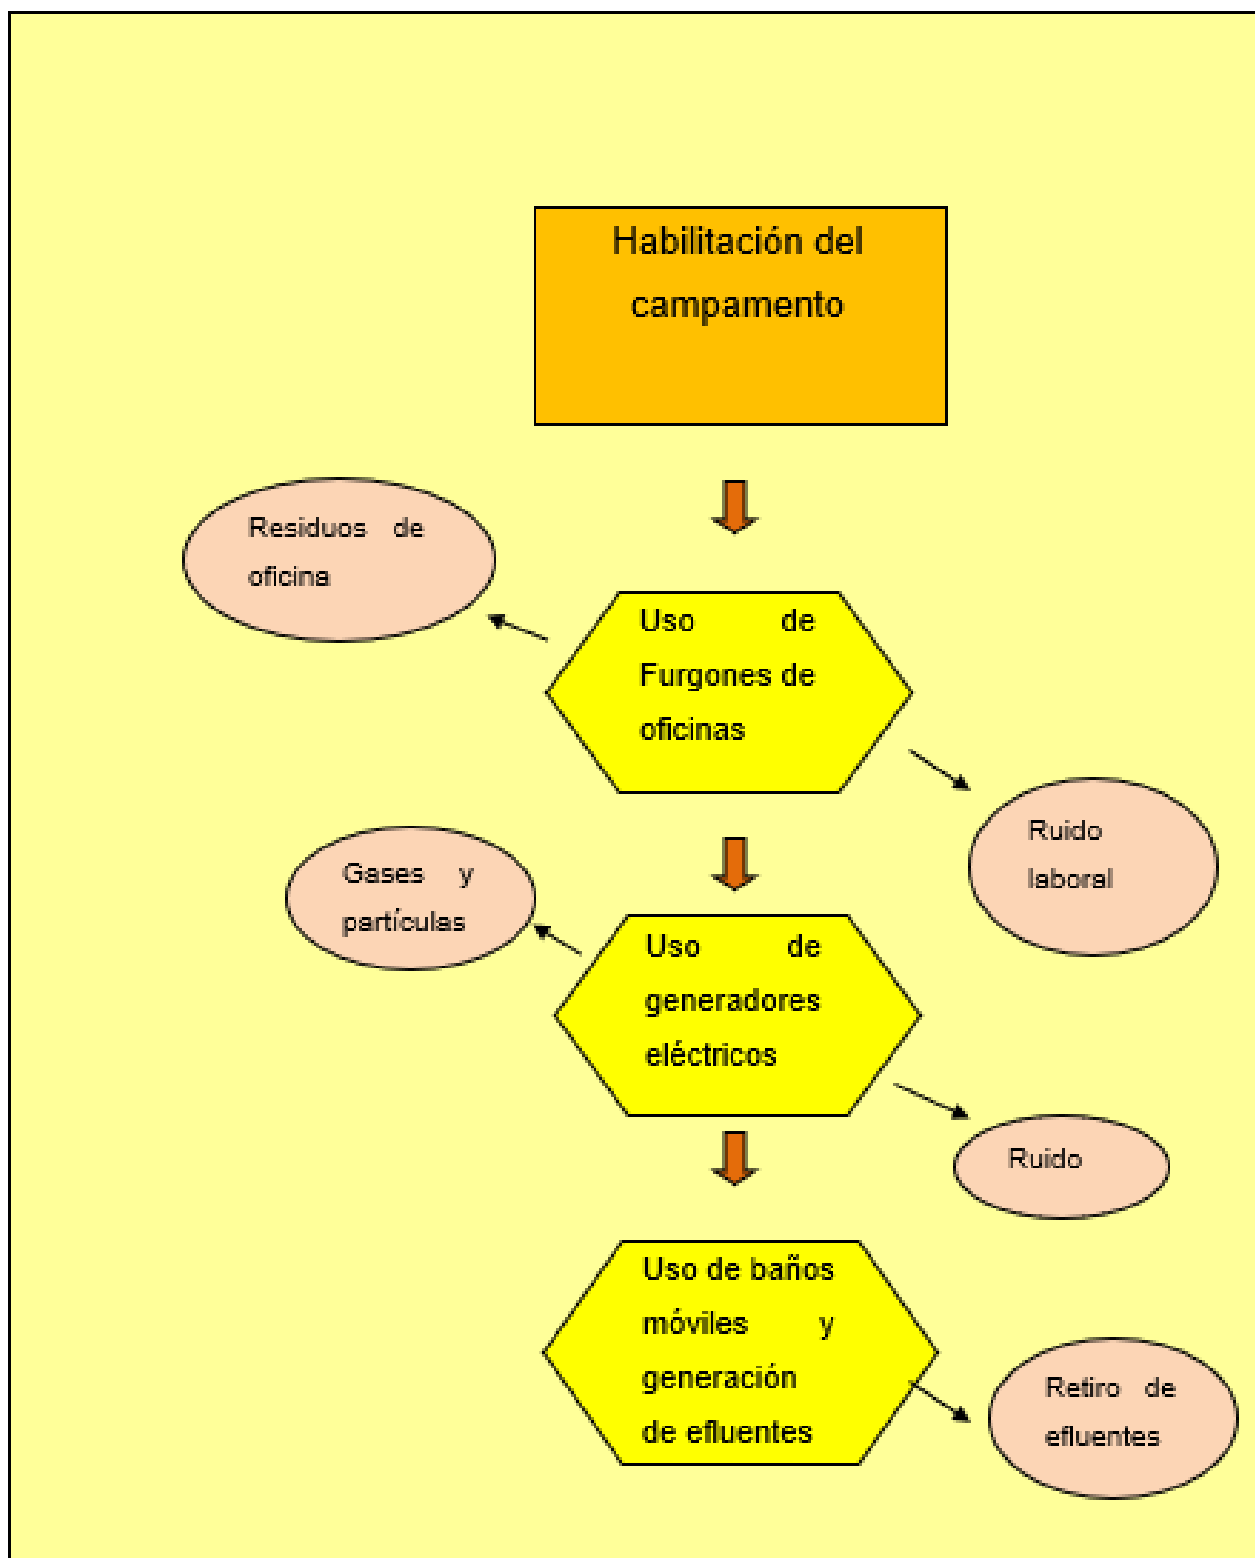 Habilitación del
campamento
Residuos de
oficina
Uso de
Furgones de
oficinas
Ruido
laboral
Gases y
partículas
Uso de
generadores
eléctricos
Ruido
Uso de baños
móviles y
generación
de efluentes
Retiro de
efluentes